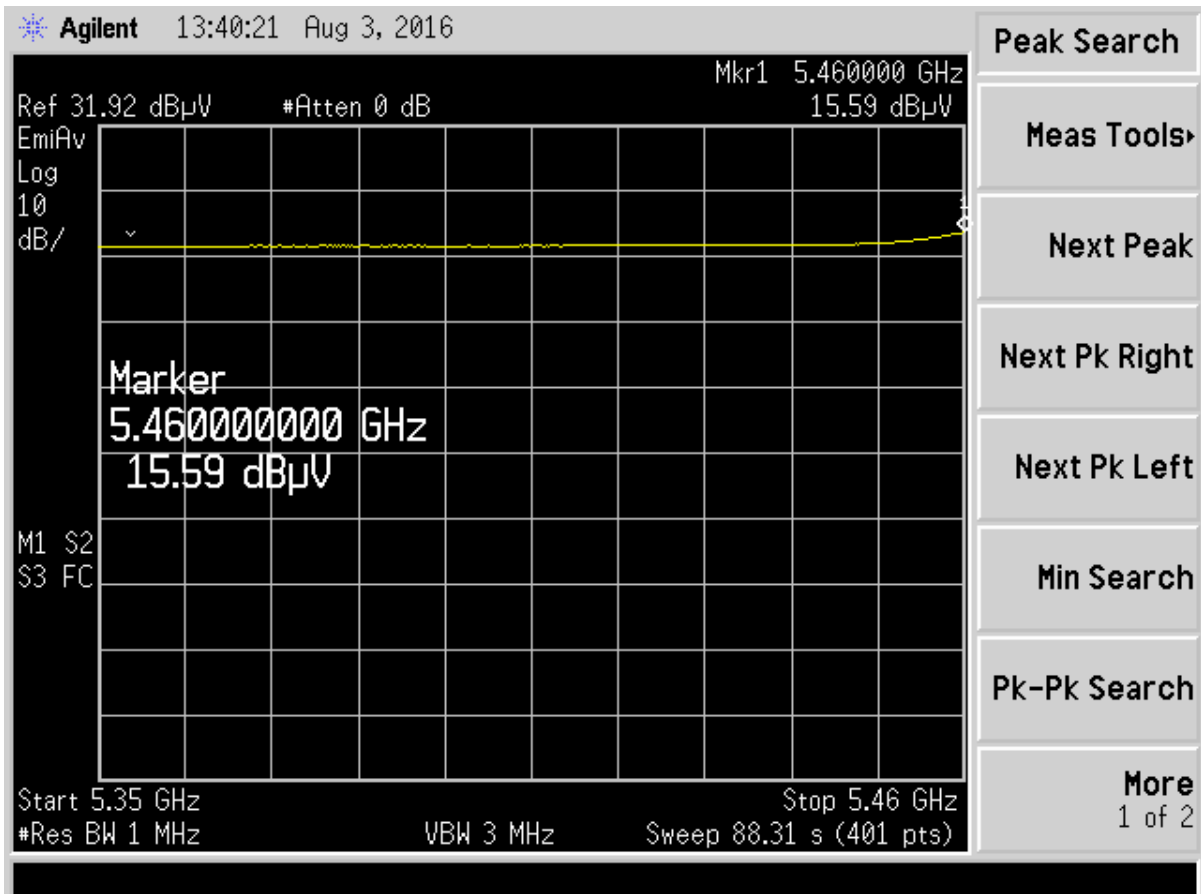 Agilent 13:40:21 Aug 3, 2016
Peak Search
Mkr1 5.460000 GHz
Ref 31.92 dBµV #Atten 0 dB 15.59 dBµV
EmiAv
Log
10
dB/
1
Marker
5.460000000 GHz
15.59 dBµV
M1 S2
S3 FC
Start 5.35 GHz Stop 5.46 GHz
#Res BW 1 MHz VBW 3 MHz Sweep 88.31 s (401 pts)
Meas Tools
Next Peak
Next Pk Right
Next Pk Left
Min Search
Pk-Pk Search
More
1 of 2